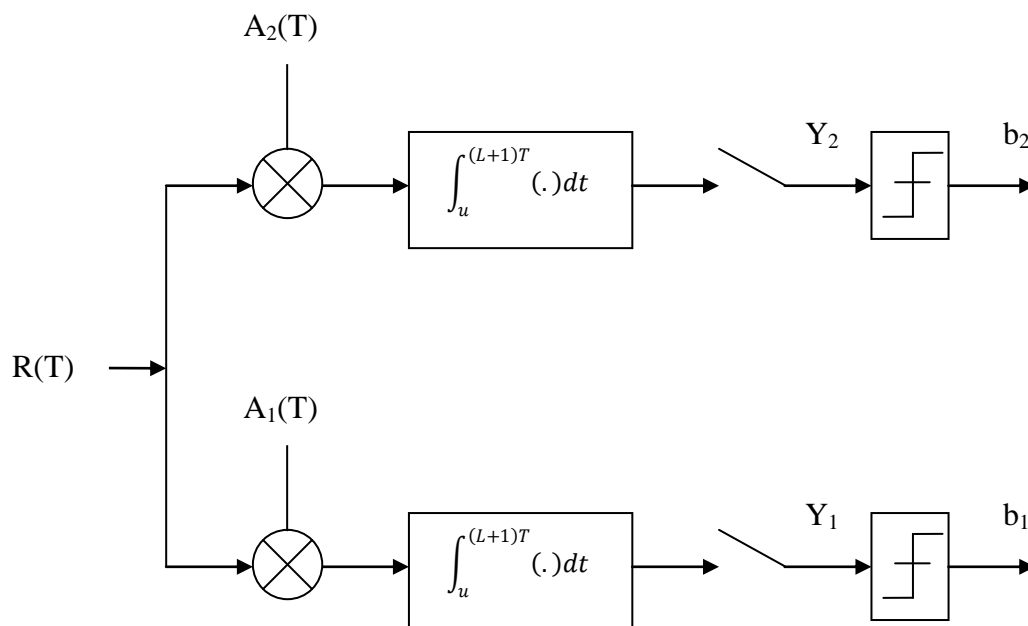 A₂(T)
∫ᵤ^(L+1)T (.)dt
Y₂
b₂
R(T)
A₁(T)
∫ᵤ^(L+1)T (.)dt
Y₁
b₁